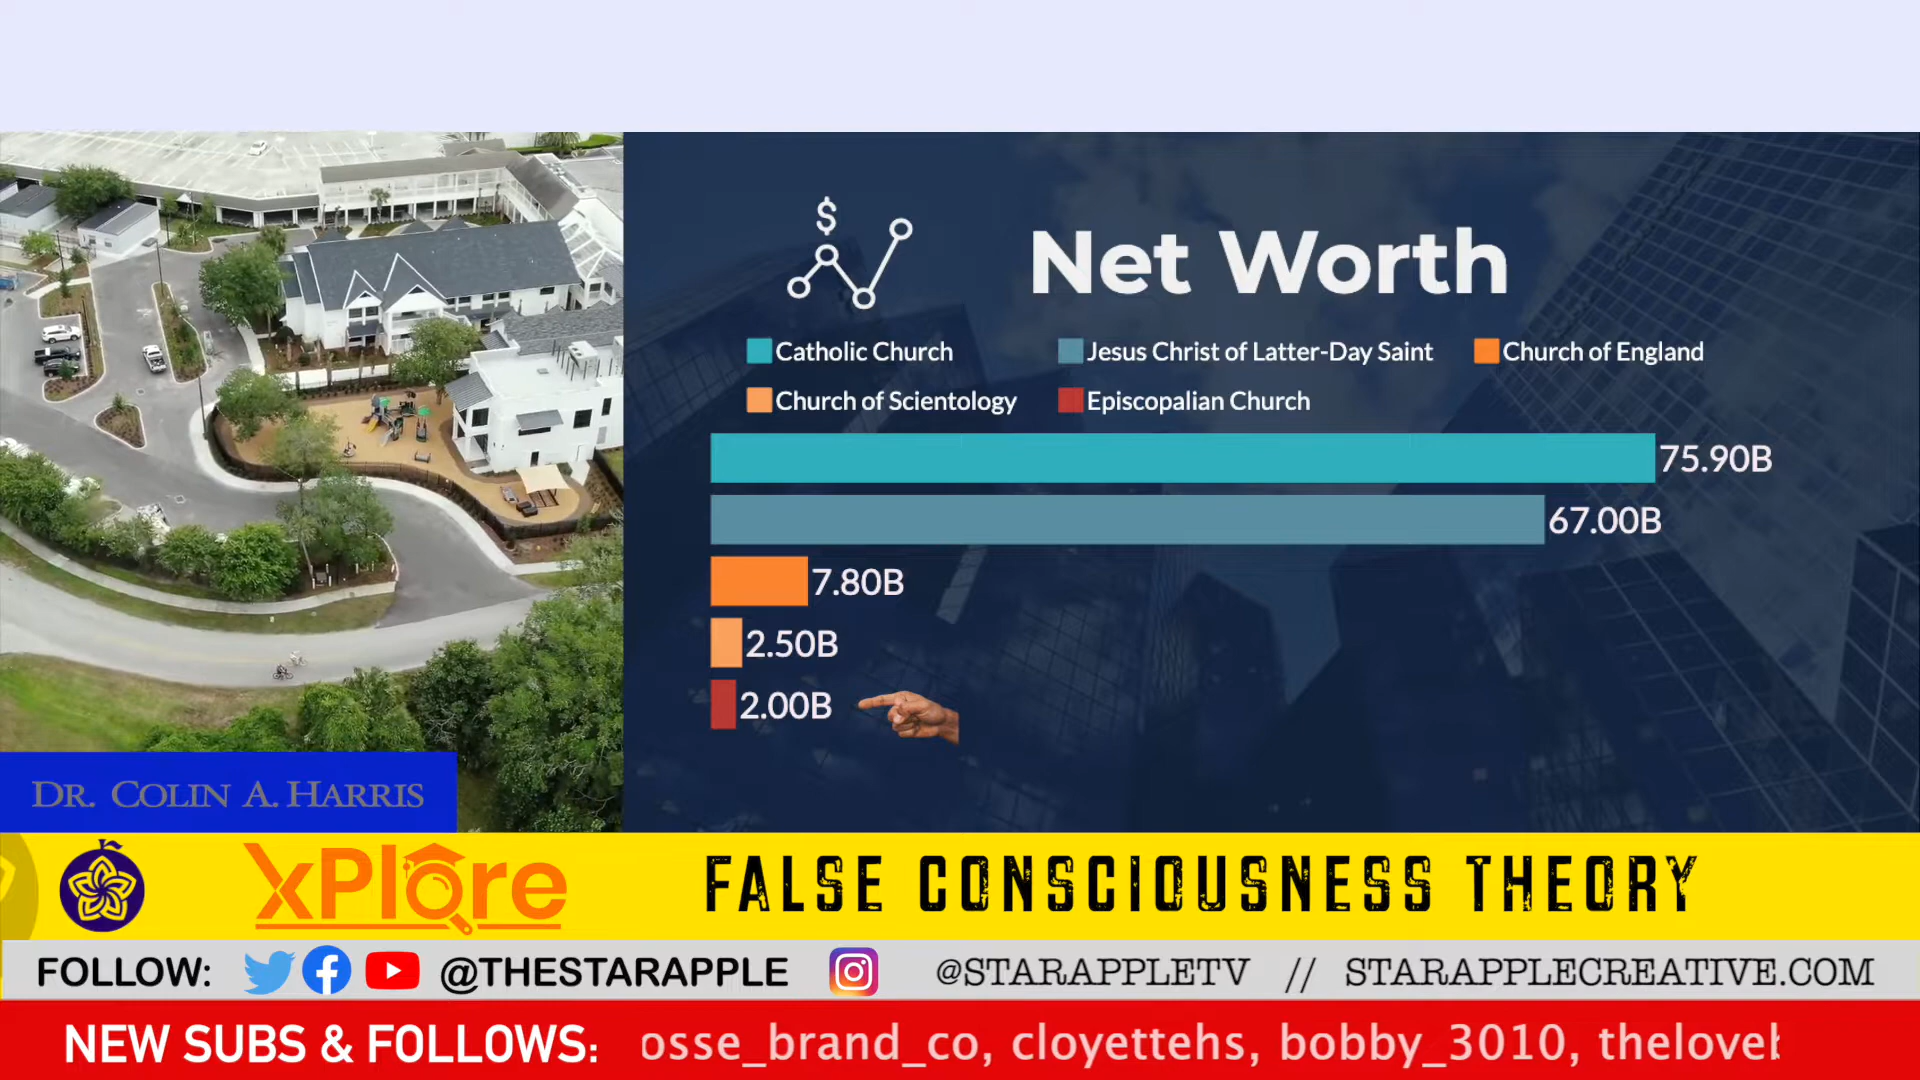 $
Net Worth
Catholic Church
Jesus Christ of Latter-Day Saint
Church of England
Church of Scientology
Episcopalian Church
75.90B
67.00B
7.80B
2.50B
2.00B
DR. COLIN A. HARRIS
xPlore
FALSE CONSCIOUSNESS THEORY
FOLLOW: @THESTARAPPLE @STARAPPLETV // STARAPPLECREATIVE.COM
NEW SUBS & FOLLOWS: osse_brand_co, cloyettehs, bobby_3010,